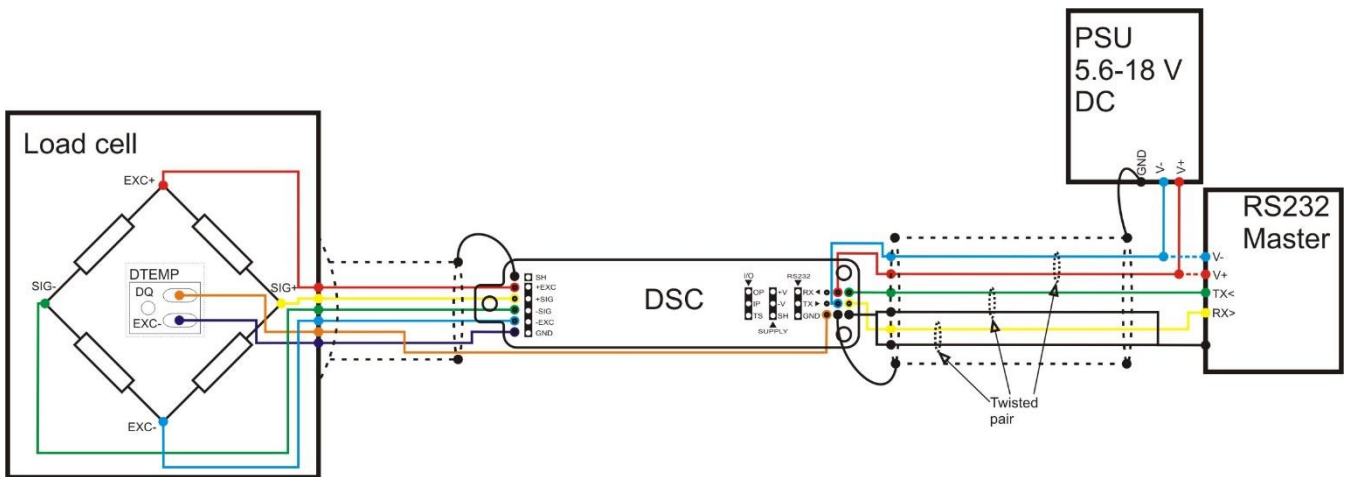 Load cell
EXC+
SIG-
DTEMP
DQ
EXC-
SIG+
EXC-
SH
+EXC
+SIG
-SIG
-EXC
GND
DSC
I/O
RS232
OP
+V
RX
IP
-V
TX
TS
SH
GND
SUPPLY
Twisted
pair
PSU
5.6-18 V
DC
GND
V-
V+
RS232
Master
V-
V+
TX<
RX>